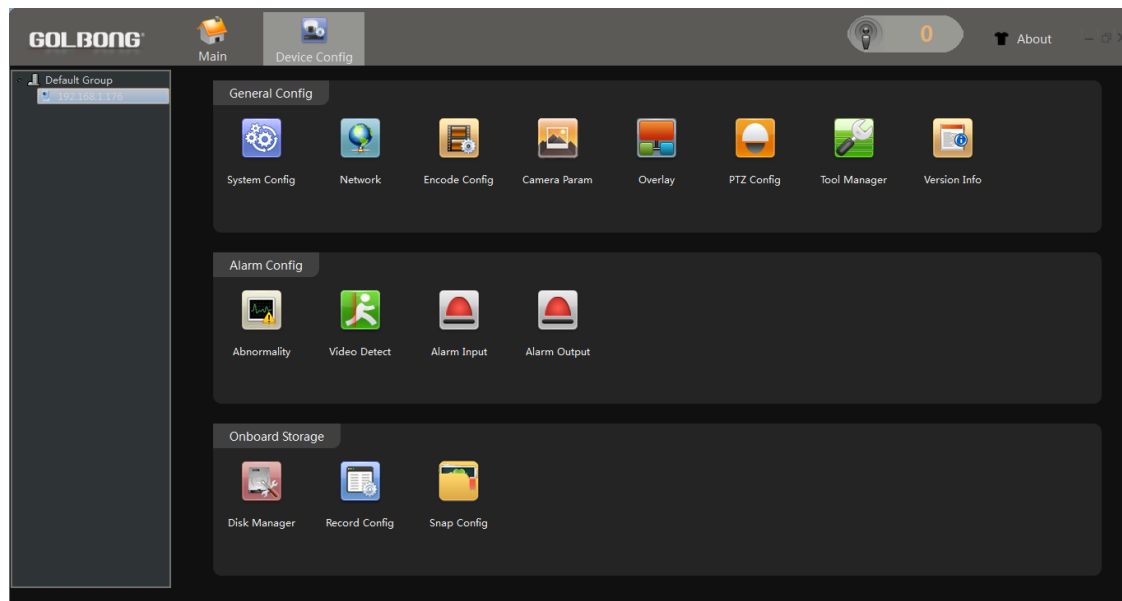 GOLBONG
Main
Device Config
0
About
Default Group
192.168.1.176
General Config
System Config
Network
Encode Config
Camera Param
Overlay
PTZ Config
Tool Manager
Version Info
Alarm Config
Abnormality
Video Detect
Alarm Input
Alarm Output
Onboard Storage
Disk Manager
Record Config
Snap Config